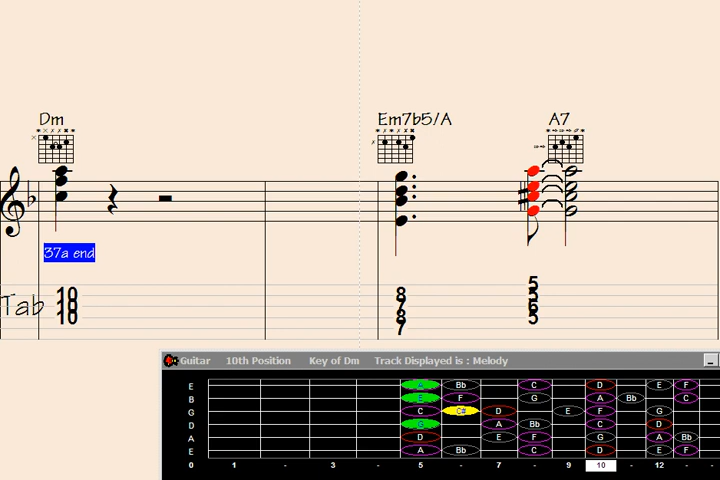 Dm Em7b5/A A7
37a end
Tab
10 8 5
10 7 5
10 8 6
7 5
Guitar 10th Position Key of Dm Track Displayed is : Melody
E A Bb C D E F
B E F G A Bb C
G C C# D E F G
D G A Bb C D
A D E F G A Bb
E A Bb C D E F
0 1 - 3 - 5 - 7 - 9 10 - 12 - -